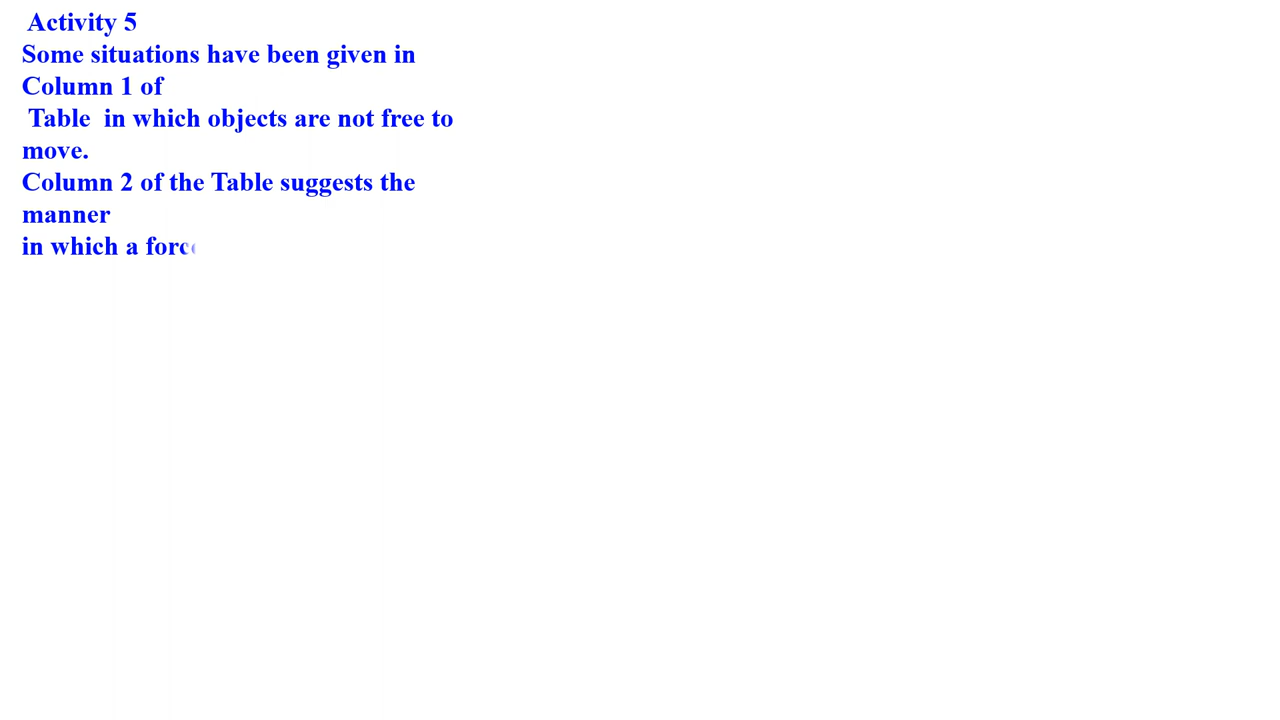 Activity 5
Some situations have been given in
Column 1 of
Table in which objects are not free to
move.
Column 2 of the Table suggests the
manner
in which a forc